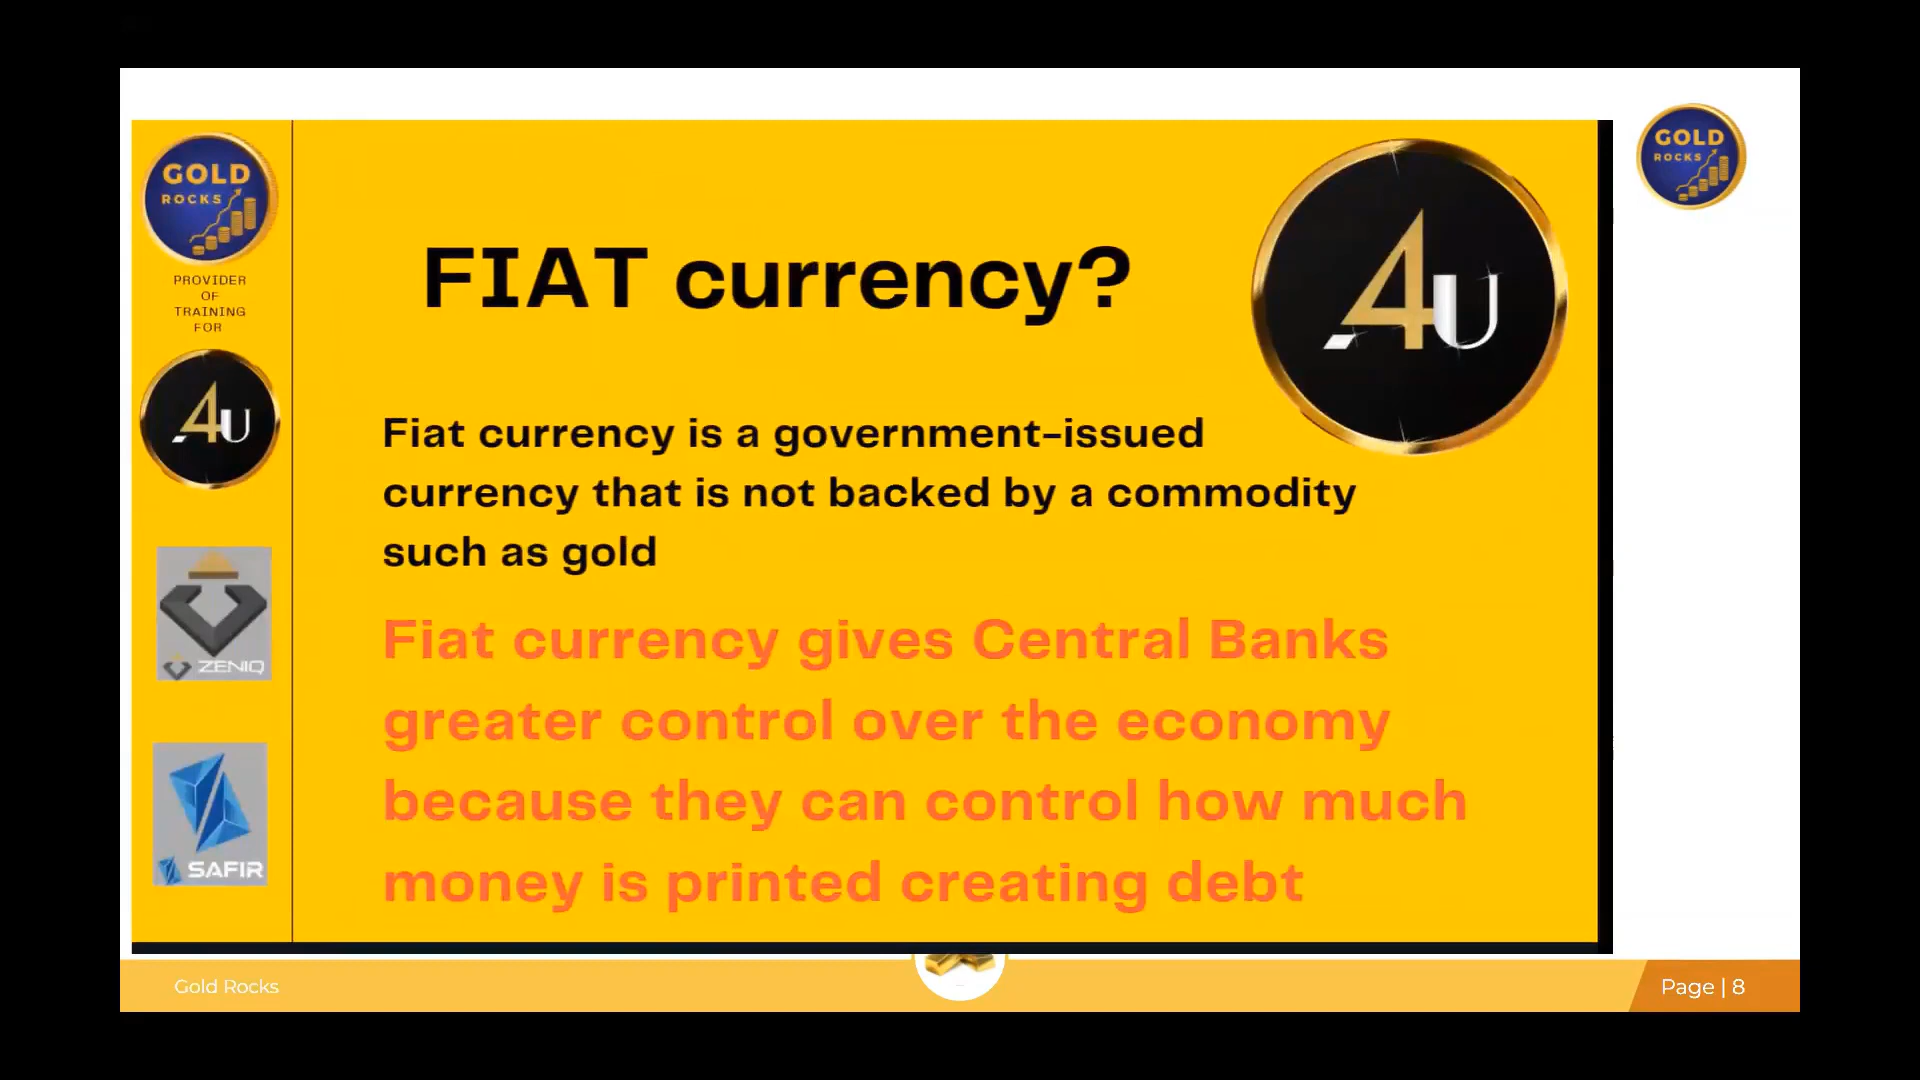 GOLD
ROCKS
PROVIDER
OF
TRAINING
FOR
4U
ZENIQ
SAFIR
FIAT currency?
4U
Fiat currency is a government-issued
currency that is not backed by a commodity
such as gold
Fiat currency gives Central Banks
greater control over the economy
because they can control how much
money is printed creating debt
GOLD
ROCKS
Gold Rocks
Page | 8